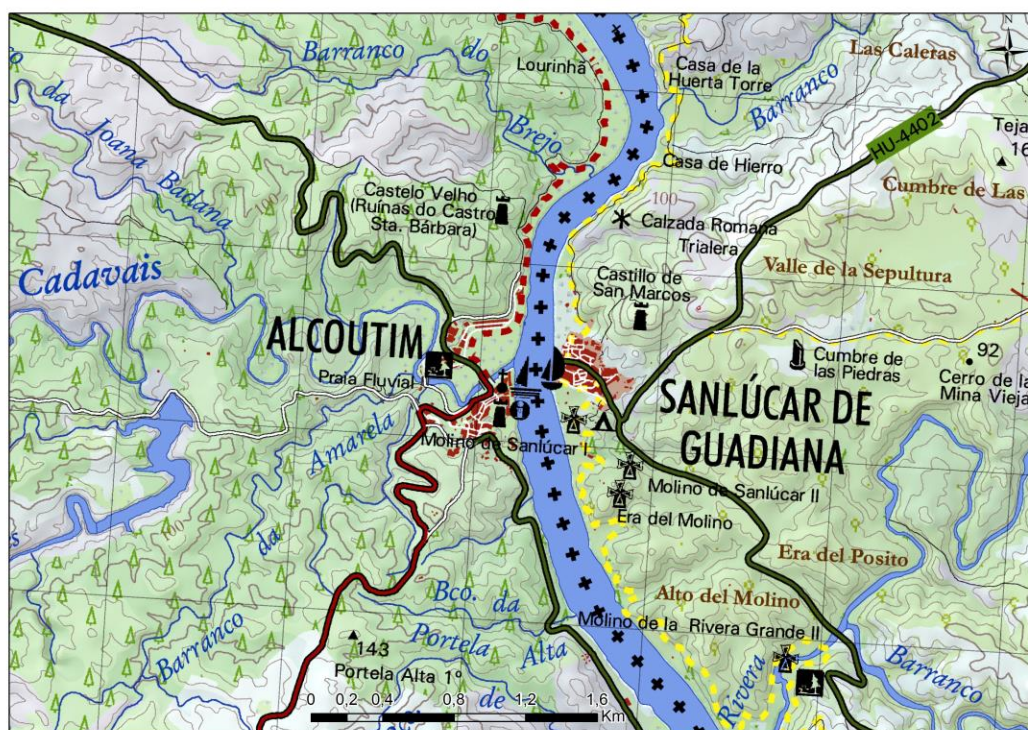 Barranco do
Brejo
Lourinhã
Casa de la
Huerta Torre
Las Caleras
N
Barranco
HU-4402
Teja
16
da
Joana
Badana
Casa de Hierro
100
Cumbre de Las
Castelo Velho
(Ruínas do Castro
Sta. Bárbara)
Calzada Romana
Trialera
Cadavais
Castillo de
San Marcos
Valle de la Sepultura
ALCOUTIM
Praia Fluvial
Cumbre de
las Piedras
92
Cerro de la
Mina Vieja
SANLÚCAR DE
GUADIANA
Amarela
da
Barranco
Molino de Sanlúcar I
Molino de Sanlúcar II
Era del Molino
100
Era del Posito
Alto del Molino
Bco. da
Portela
Alta
de
Molino de la Rivera Grande II
Rivera
Barranco
143
Portela Alta 1º
0 0,4 0,8 1,2 1,6
Km